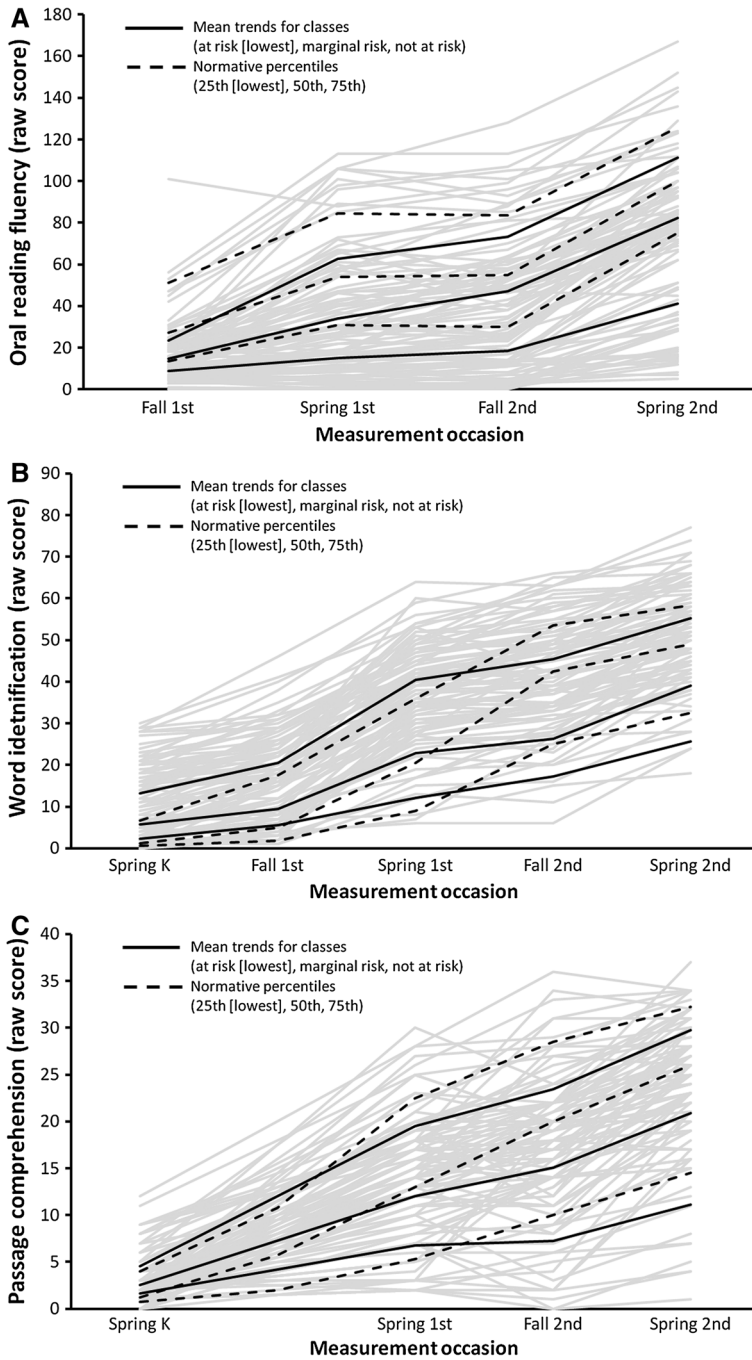 A
Oral reading fluency (raw score)
180
160
140
120
100
80
60
40
20
0
Mean trends for classes
(at risk [lowest], marginal risk, not at risk)
Normative percentiles
(25th [lowest], 50th, 75th)
Fall 1st Spring 1st Fall 2nd Spring 2nd
Measurement occasion
B
Word idetnification (raw score)
90
80
70
60
50
40
30
20
10
0
Mean trends for classes
(at risk [lowest], marginal risk, not at risk)
Normative percentiles
(25th [lowest], 50th, 75th)
Spring K Fall 1st Spring 1st Fall 2nd Spring 2nd
Measurement occasion
C
Passage comprehension (raw score)
40
35
30
25
20
15
10
5
0
Mean trends for classes
(at risk [lowest], marginal risk, not at risk)
Normative percentiles
(25th [lowest], 50th, 75th)
Spring K Spring 1st Fall 2nd Spring 2nd
Measurement occasion